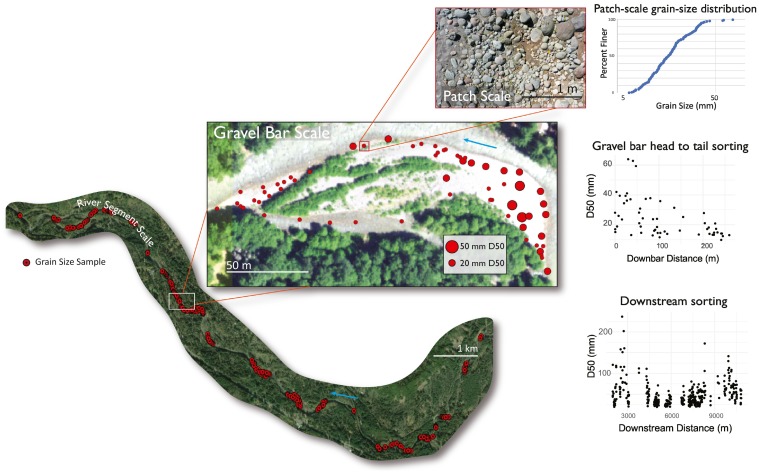 Patch-scale grain-size distribution
Percent Finer
100
0
5
50
Grain Size (mm)
1 m
Patch Scale
Gravel Bar Scale
50 m
50 mm D50
20 mm D50
Gravel bar head to tail sorting
D50 (mm)
60
40
20
0
100
200
Downbar Distance (m)
River Segment Scale
Grain Size Sample
1 km
Downstream sorting
D50 (mm)
200
100
3000
6000
9000
Downstream Distance (m)